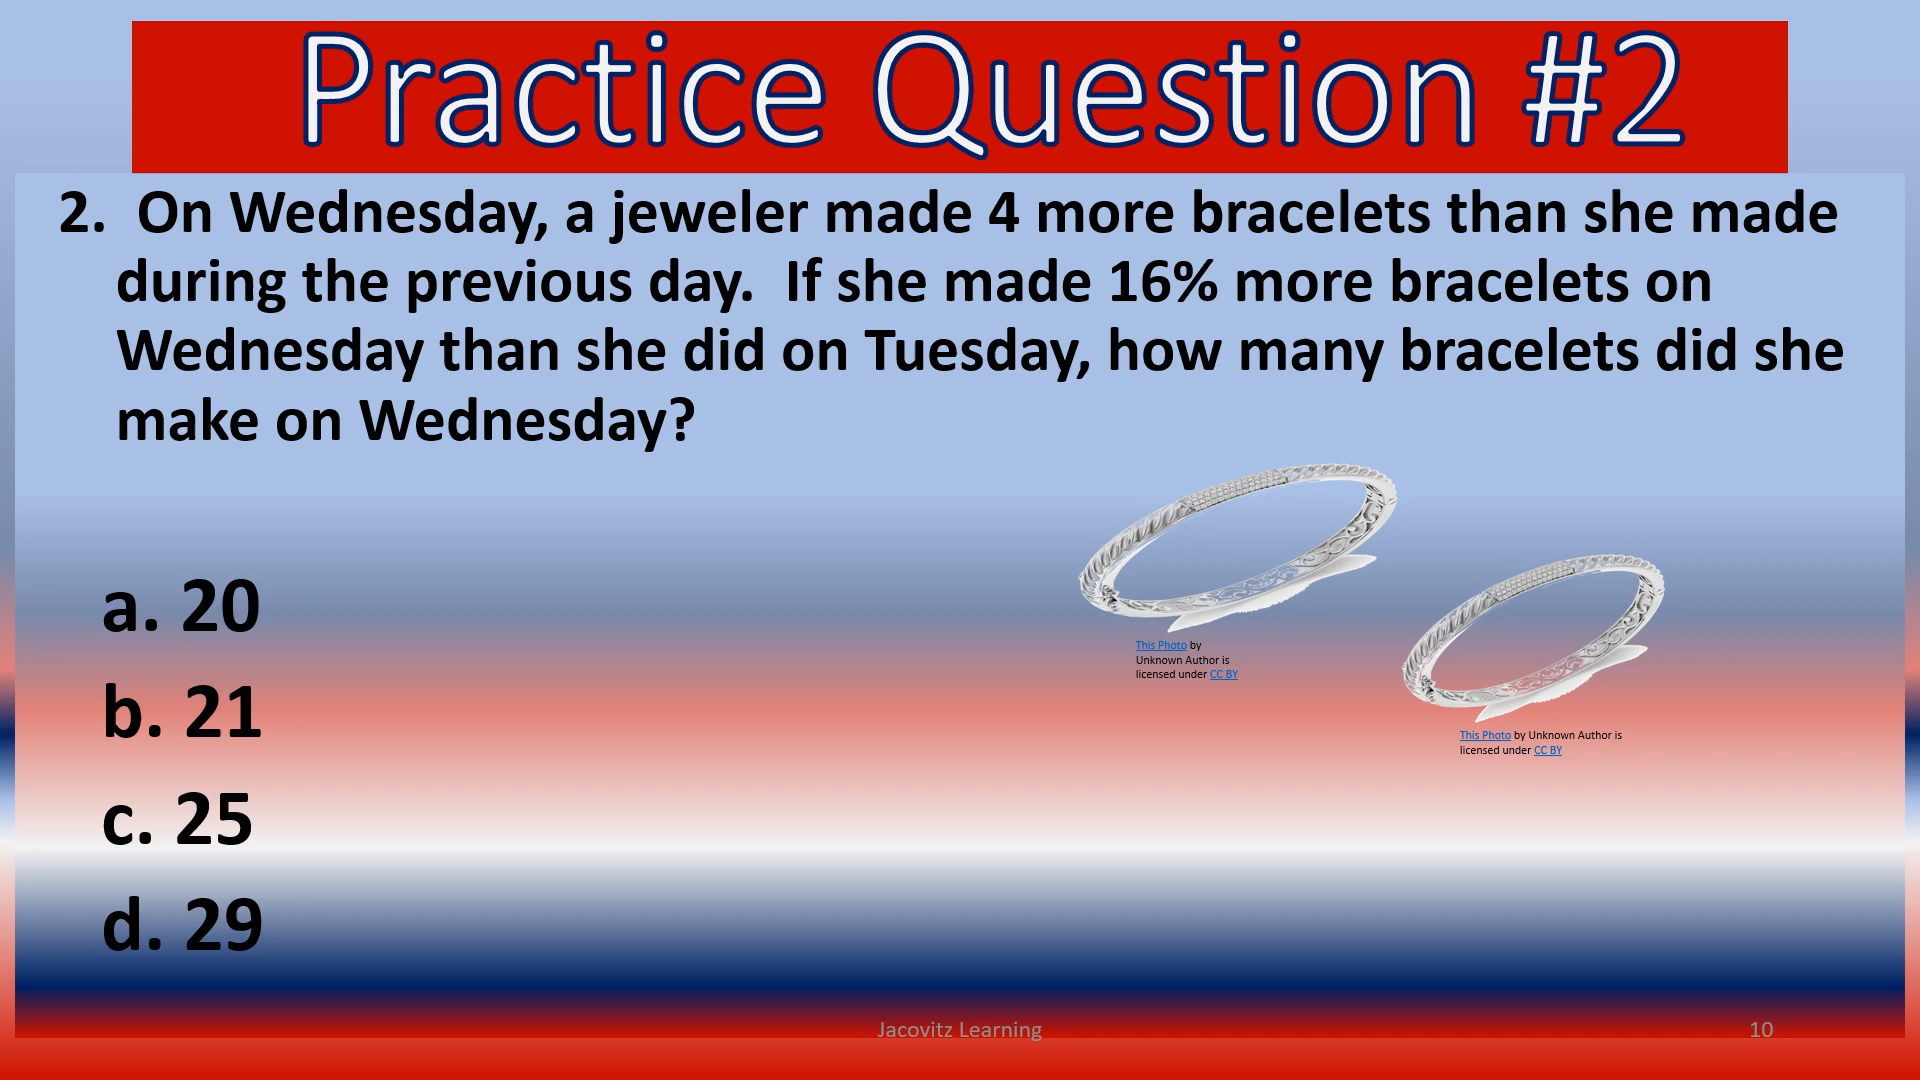 Practice Question #2
2. On Wednesday, a jeweler made 4 more bracelets than she made
during the previous day. If she made 16% more bracelets on
Wednesday than she did on Tuesday, how many bracelets did she
make on Wednesday?
a. 20
b. 21
c. 25
d. 29
This Photo by
Unknown Author is
licensed under CC BY
This Photo by Unknown Author is
licensed under CC BY
Jacovitz Learning
10